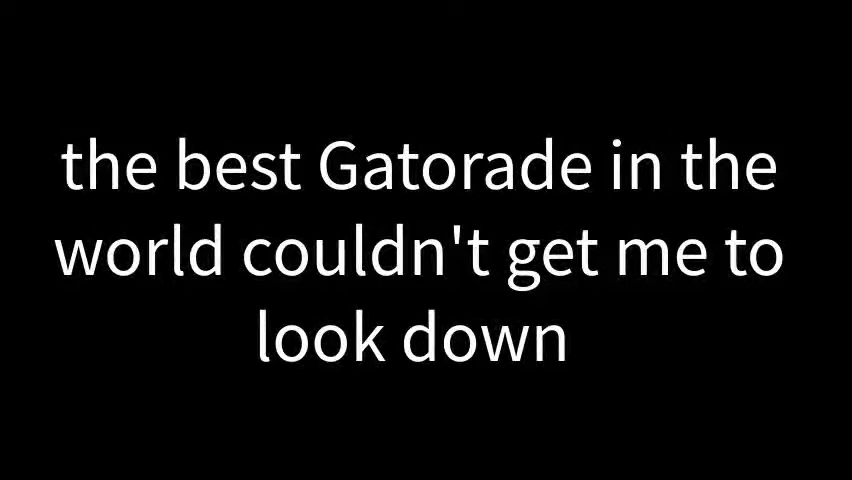 the best Gatorade in the
world couldn't get me to
look down